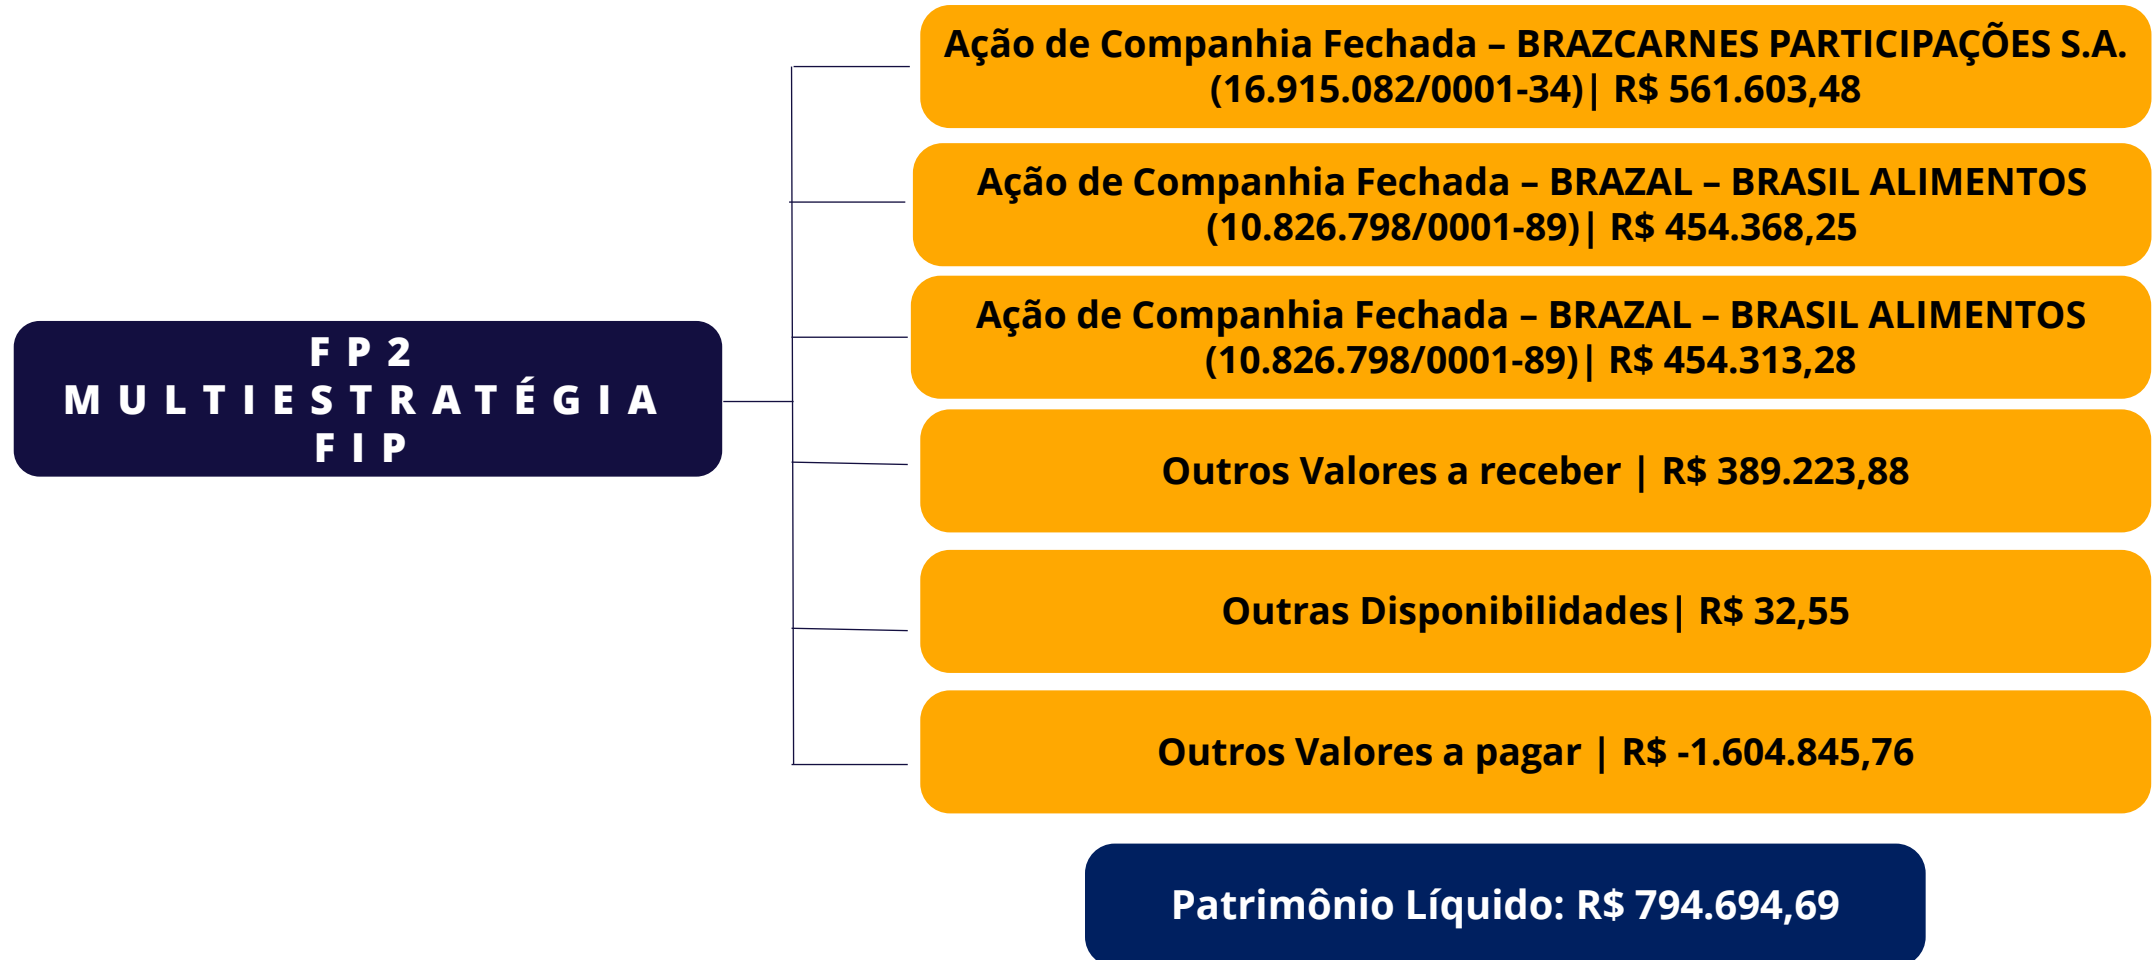 Ação de Companhia Fechada – BRAZCARNES PARTICIPAÇÕES S.A.
(16.915.082/0001-34)| R$ 561.603,48
Ação de Companhia Fechada – BRAZAL – BRASIL ALIMENTOS
(10.826.798/0001-89)| R$ 454.368,25
Ação de Companhia Fechada – BRAZAL – BRASIL ALIMENTOS
(10.826.798/0001-89)| R$ 454.313,28
FP2
MULTIESTRATÉGIA
FIP
Outros Valores a receber | R$ 389.223,88
Outras Disponibilidades| R$ 32,55
Outros Valores a pagar | R$ -1.604.845,76
Patrimônio Líquido: R$ 794.694,69